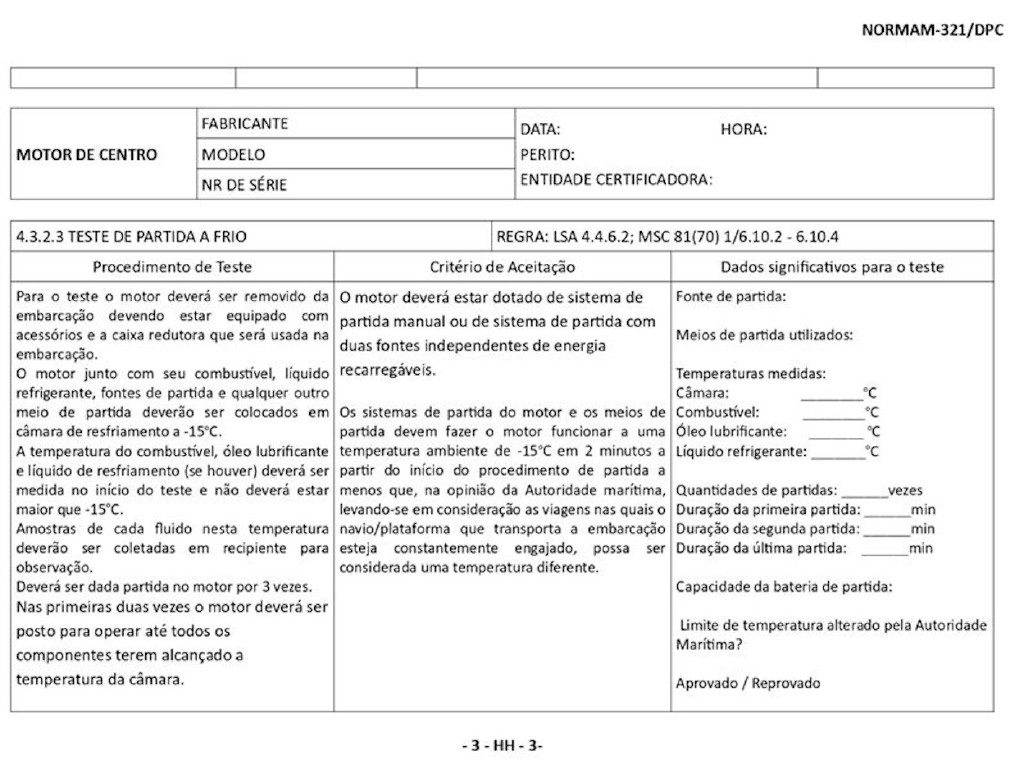 NORMAM-321/DPC
MOTOR DE CENTRO
FABRICANTE
MODELO
NR DE SÉRIE
DATA: HORA:
PERITO:
ENTIDADE CERTIFICADORA:
4.3.2.3 TESTE DE PARTIDA A FRIO
REGRA: LSA 4.4.6.2; MSC 81(70) 1/6.10.2 - 6.10.4
Procedimento de Teste
Critério de Aceitação
Dados significativos para o teste
Para o teste o motor deverá ser removido da
embarcação devendo estar equipado com
acessórios e a caixa redutora que será usada na
embarcação.
O motor junto com seu combustível, líquido
refrigerante, fontes de partida e qualquer outro
meio de partida deverão ser colocados em
câmara de resfriamento a -15°C.
A temperatura do combustível, óleo lubrificante
e líquido de resfriamento (se houver) deverá ser
medida no início do teste e não deverá estar
maior que -15°C.
Amostras de cada fluido nesta temperatura
deverão ser coletadas em recipiente para
observação.
Deverá ser dada partida no motor por 3 vezes.
Nas primeiras duas vezes o motor deverá ser
posto para operar até todos os
componentes terem alcançado a
temperatura da câmara.
O motor deverá estar dotado de sistema de
partida manual ou de sistema de partida com
duas fontes independentes de energia
recarregáveis.
Os sistemas de partida do motor e os meios de
partida devem fazer o motor funcionar a uma
temperatura ambiente de -15°C em 2 minutos a
partir do início do procedimento de partida a
menos que, na opinião da Autoridade marítima,
levando-se em consideração as viagens nas quais o
navio/plataforma que transporta a embarcação
esteja constantemente engajado, possa ser
considerada uma temperatura diferente.
Fonte de partida:
Meios de partida utilizados:
Temperaturas medidas:
Câmara: ________°C
Combustível: ________°C
Óleo lubrificante: _______ °C
Líquido refrigerante: _______°C
Quantidades de partidas: ______vezes
Duração da primeira partida: ______min
Duração da segunda partida: ______min
Duração da última partida: ______min
Capacidade da bateria de partida:
Limite de temperatura alterado pela Autoridade
Marítima?
Aprovado / Reprovado
- 3 - HH - 3-